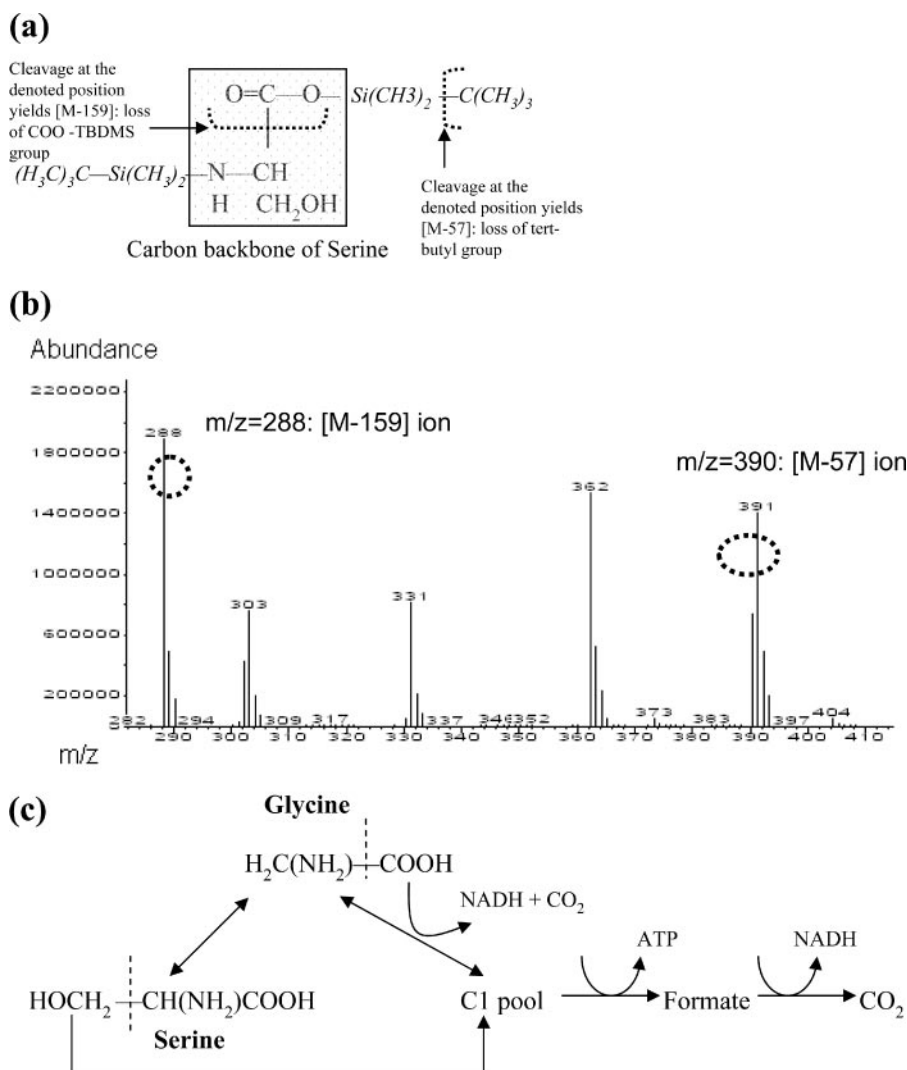 (a)
Cleavage at the
denoted position
yields [M-159]: loss
of COO -TBDMS
group
O=C—O— Si(CH3)2 —C(CH3)3
(H3C)3C—Si(CH3)2—N—CH
H CH2OH
Carbon backbone of Serine
Cleavage at the
denoted position yields
[M-57]: loss of tert-
butyl group
(b)
Abundance
2200000
1800000
1400000
1000000
600000
200000
288
m/z=288: [M-159] ion
m/z=390: [M-57] ion
362
391
303
331
282 294 309 317 337 346 352 373 383 397 404
290 300 310 320 330 340 350 360 370 380 390 400 410
m/z
(c)
Glycine
H2C(NH2)—COOH
NADH + CO2
ATP NADH
HOCH2—CH(NH2)COOH C1 pool Formate CO2
Serine